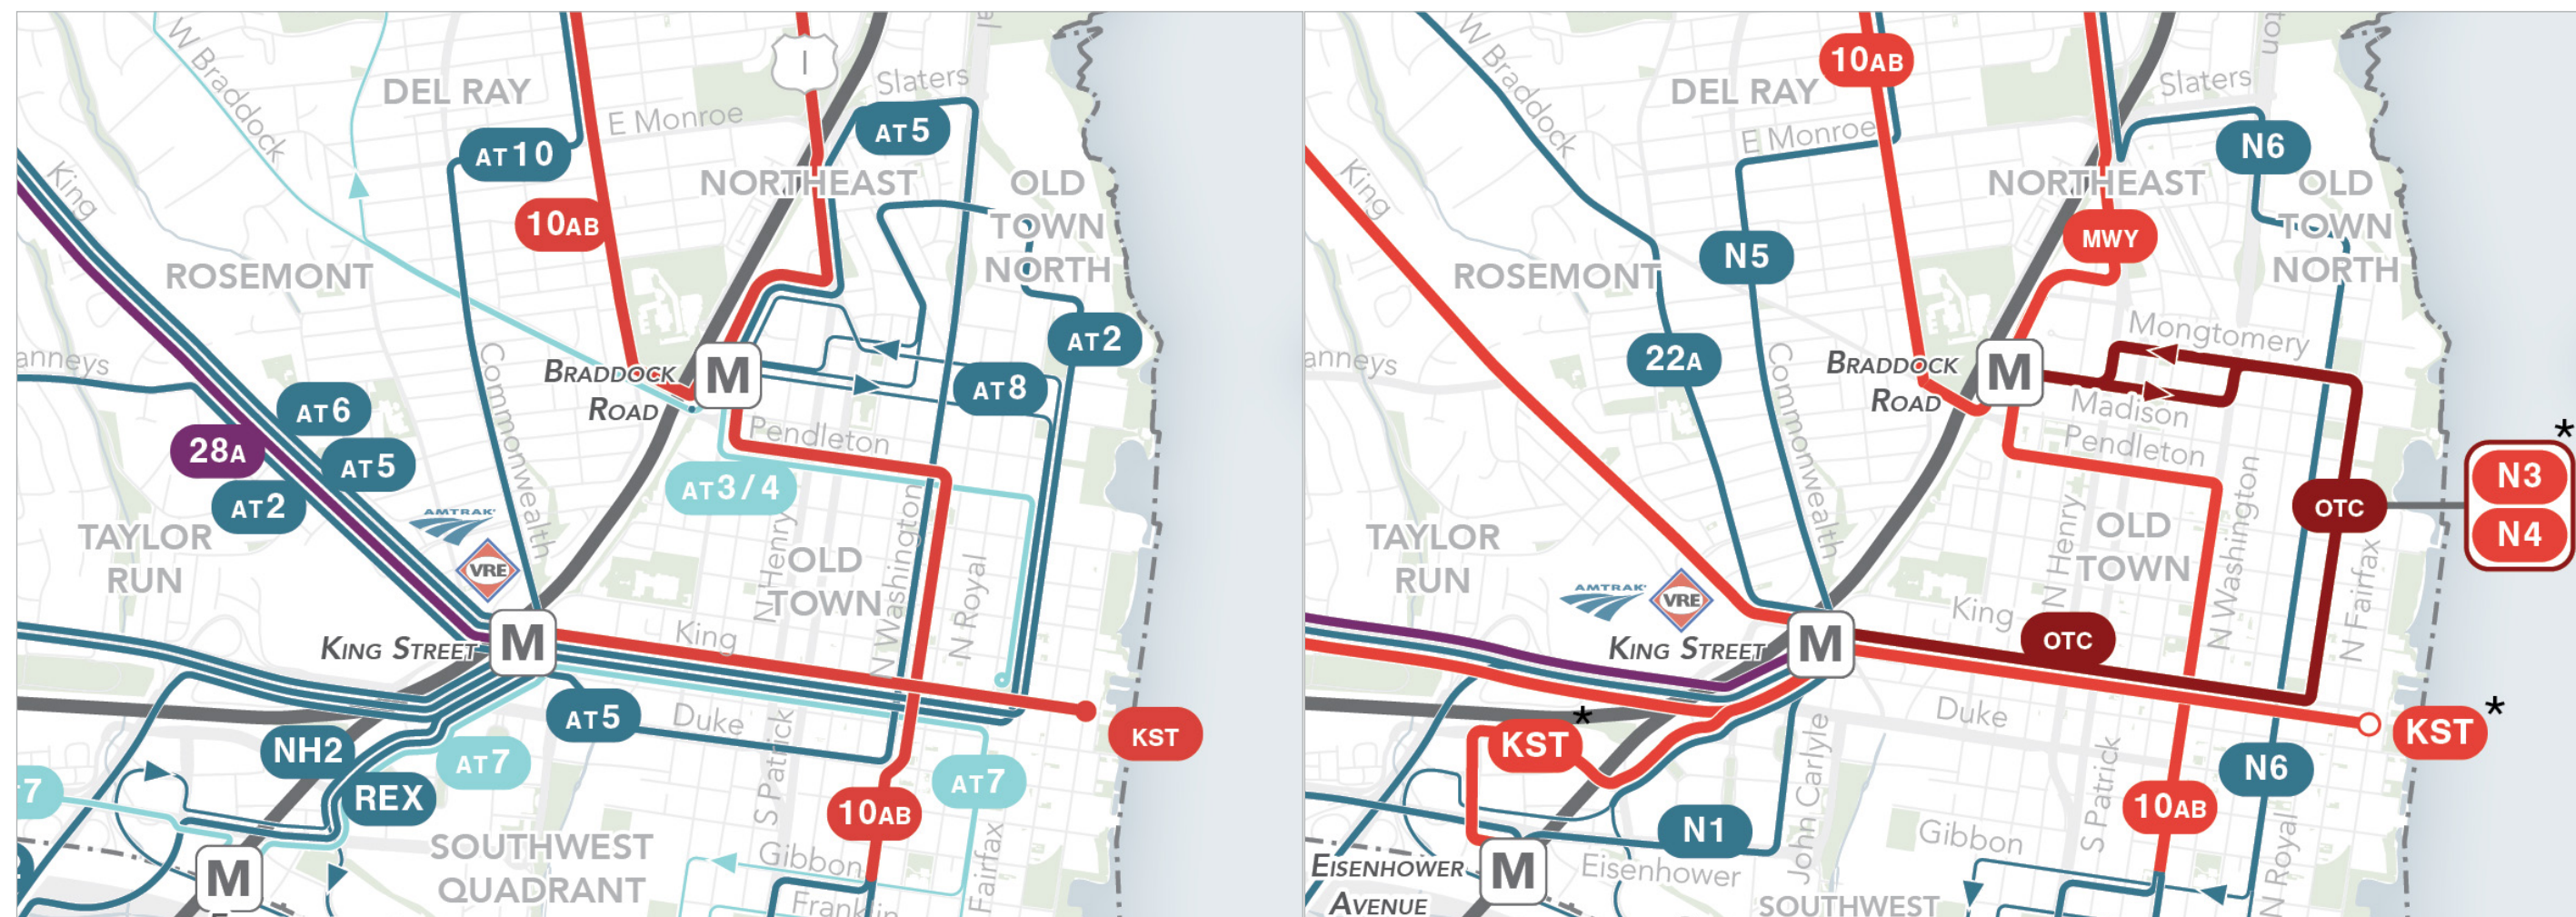 W Braddock
DEL RAY
1
Slaters
E Monroe
AT5
AT10
King
NORTHEAST
OLD
TOWN
NORTH
10AB
ROSEMONT
AT2
anneys
Commonwealth
BRADDOCK
ROAD
M
AT8
AT6
28A
AT5
AT2
Pendleton
AT3/4
AMTRAK
VRE
TAYLOR
RUN
N Henry
OLD
TOWN
N Washington
N Royal
KING STREET
M
King
AT5
Duke
KST
NH2
AT7
REX
7
S Patrick
AT7
10AB
SOUTHWEST
QUADRANT
Gibbon
Fairfax
M
Franklin
W Braddock
10AB
DEL RAY
E Monroe
Slaters
N6
King
NORTHEAST
OLD
TOWN
NORTH
MWY
N5
ROSEMONT
22A
anneys
Commonwealth
BRADDOCK
ROAD
M
Mongtomery
Madison
Pendleton
*
N3
N4
OTC
TAYLOR
RUN
AMTRAK
VRE
N Henry
OLD
TOWN
N Washington
N Fairfax
King
OTC
KING STREET
M
KST*
Duke
KST*
N6
N1
John Carlyle
S Patrick
10AB
Gibbon
EISENHOWER
AVENUE
M
Eisenhower
N Royal
SOUTHWEST